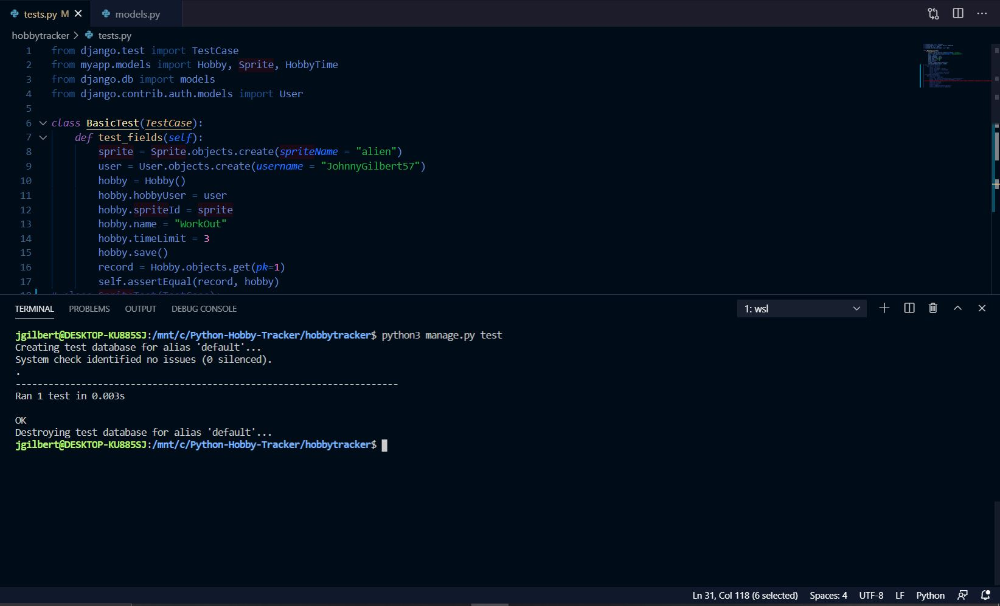 tests.py M
models.py
hobbytracker > tests.py
1 from django.test import TestCase
2 from myapp.models import Hobby, Sprite, HobbyTime
3 from django.db import models
4 from django.contrib.auth.models import User
5
6 class BasicTest(TestCase):
7 def test_fields(self):
8 sprite = Sprite.objects.create(spriteName = "alien")
9 user = User.objects.create(username = "JohnnyGilbert57")
10 hobby = Hobby()
11 hobby.hobbyUser = user
12 hobby.spriteId = sprite
13 hobby.name = "WorkOut"
14 hobby.timeLimit = 3
15 hobby.save()
16 record = Hobby.objects.get(pk=1)
17 self.assertEqual(record, hobby)
18 # class SpriteTest(TestCase):
TERMINAL PROBLEMS OUTPUT DEBUG CONSOLE 1: wsl
jgilbert@DESKTOP-KU885SJ:/mnt/c/Python-Hobby-Tracker/hobbytracker$ python3 manage.py test
Creating test database for alias 'default'...
System check identified no issues (0 silenced).
.
----------------------------------------------------------------------
Ran 1 test in 0.003s
OK
Destroying test database for alias 'default'...
jgilbert@DESKTOP-KU885SJ:/mnt/c/Python-Hobby-Tracker/hobbytracker$
Ln 31, Col 118 (6 selected) Spaces: 4 UTF-8 LF Python